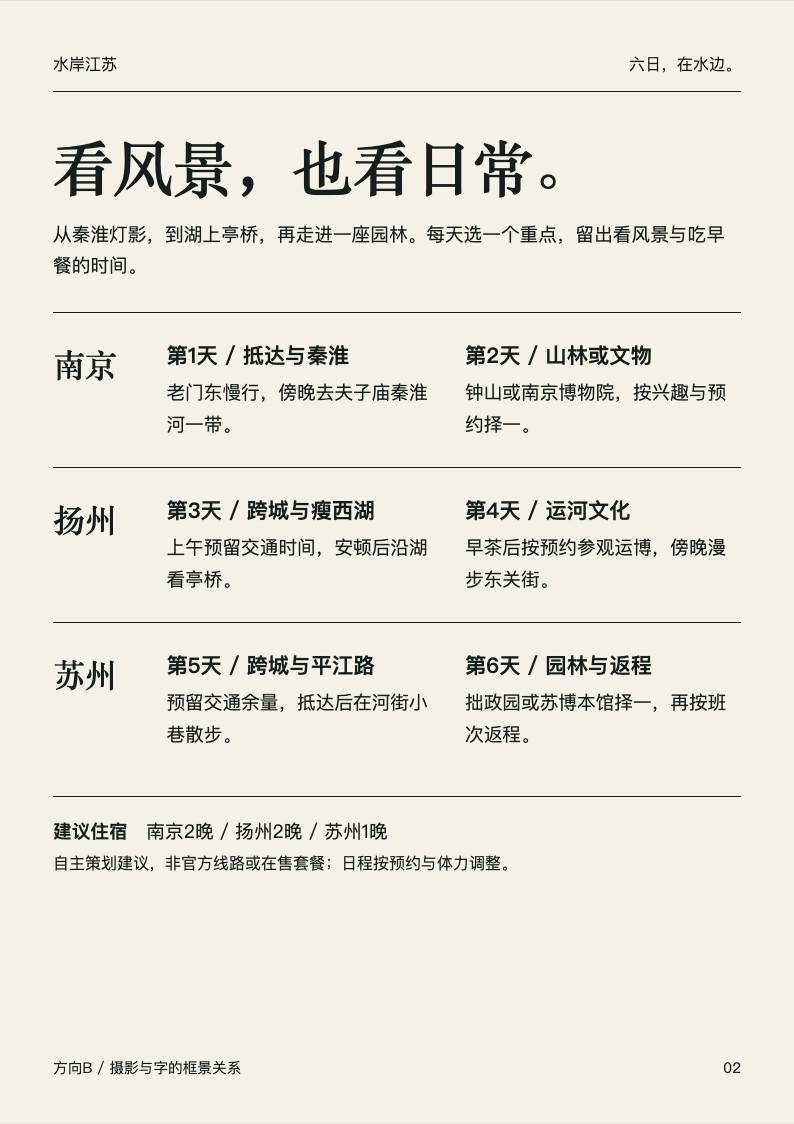 水岸江苏
六日，在水边。
看风景，也看日常。
从秦淮灯影，到湖上亭桥，再走进一座园林。每天选一个重点，留出看风景与吃早
餐的时间。
南京
第1天 / 抵达与秦淮
老门东慢行，傍晚去夫子庙秦淮
河一带。
第2天 / 山林或文物
钟山或南京博物院，按兴趣与预
约择一。
扬州
第3天 / 跨城与瘦西湖
上午预留交通时间，安顿后沿湖
看亭桥。
第4天 / 运河文化
早茶后按预约参观运博，傍晚漫
步东关街。
苏州
第5天 / 跨城与平江路
预留交通余量，抵达后在河街小
巷散步。
第6天 / 园林与返程
拙政园或苏博本馆择一，再按班
次返程。
建议住宿 南京2晚 / 扬州2晚 / 苏州1晚
自主策划建议，非官方线路或在售套餐；日程按预约与体力调整。
方向B / 摄影与字的框景关系
02